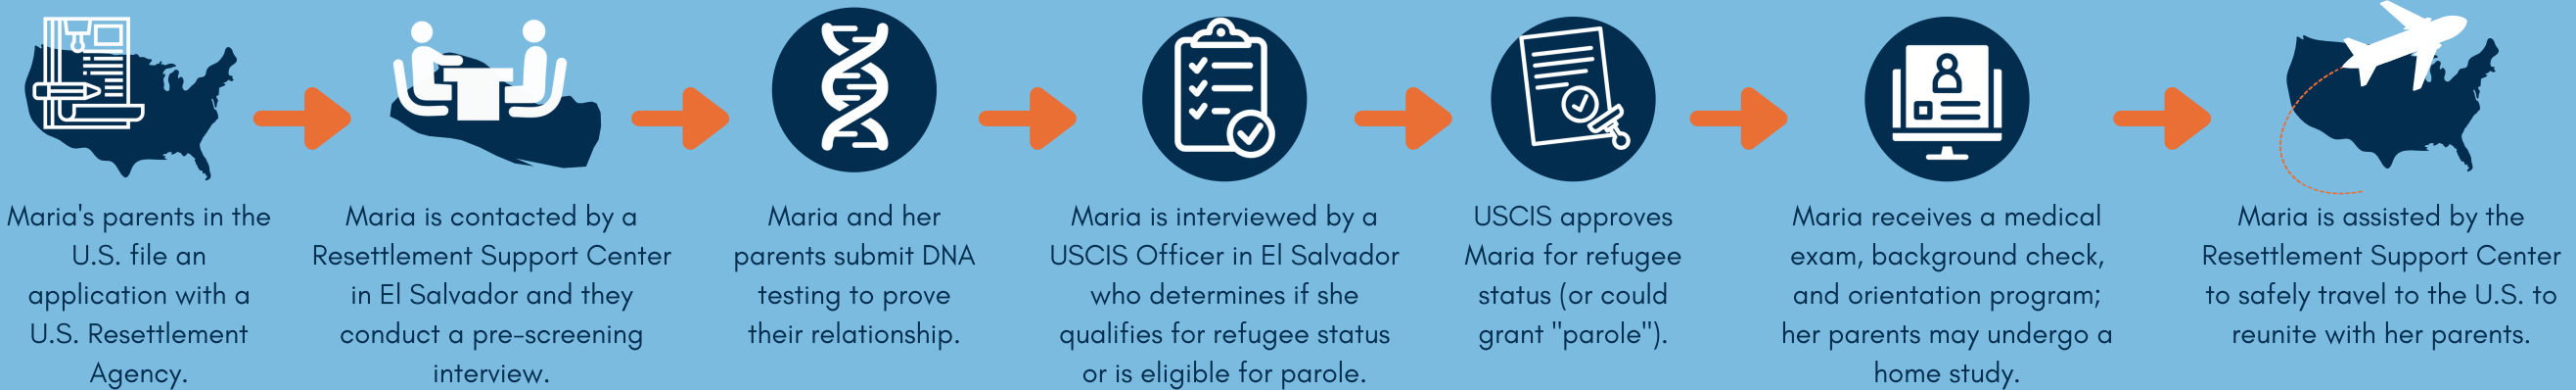 Maria's parents in the
U.S. file an
application with a
U.S. Resettlement
Agency.
Maria is contacted by a
Resettlement Support Center
in El Salvador and they
conduct a pre-screening
interview.
Maria and her
parents submit DNA
testing to prove
their relationship.
Maria is interviewed by a
USCIS Officer in El Salvador
who determines if she
qualifies for refugee status
or is eligible for parole.
USCIS approves
Maria for refugee
status (or could
grant "parole").
Maria receives a medical
exam, background check,
and orientation program;
her parents may undergo a
home study.
Maria is assisted by the
Resettlement Support Center
to safely travel to the U.S. to
reunite with her parents.